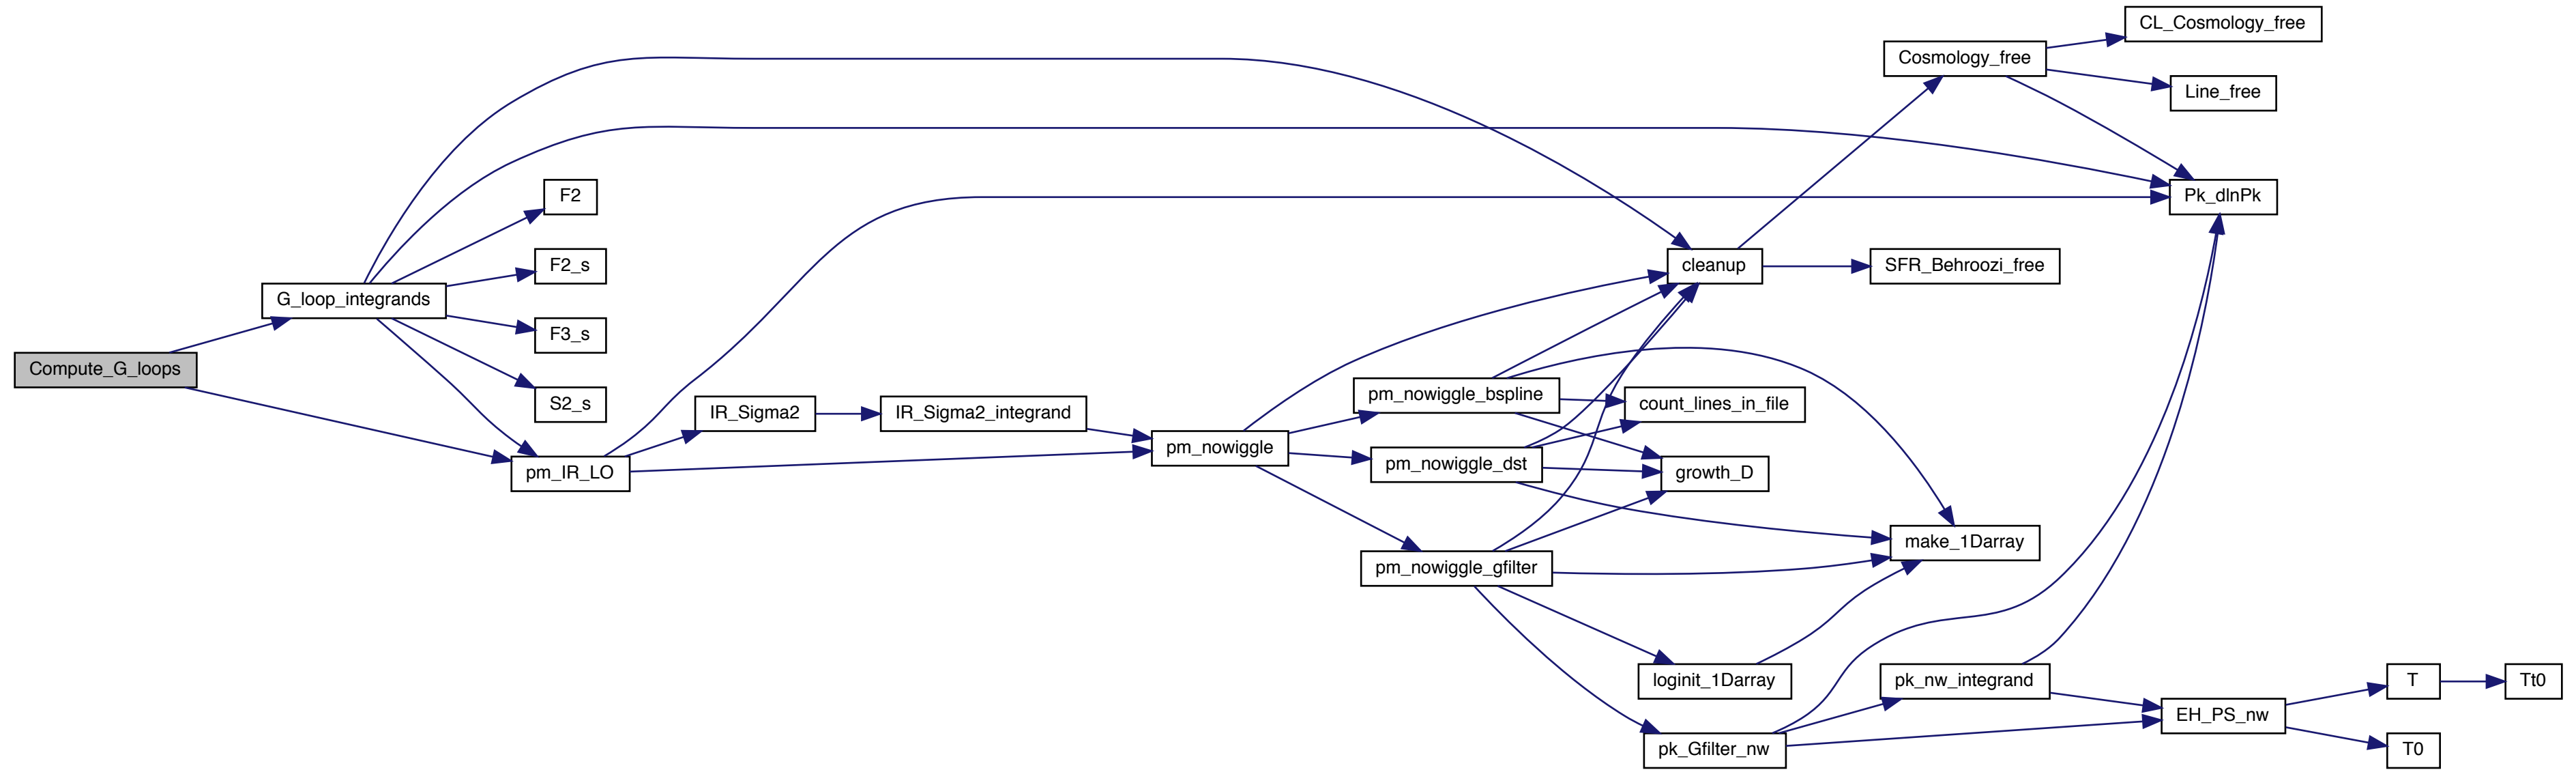 CL_Cosmology_free
Cosmology_free
Line_free
Pk_dlnPk
F2
F2_s
cleanup
SFR_Behroozi_free
G_loop_integrands
F3_s
Compute_G_loops
S2_s
IR_Sigma2
IR_Sigma2_integrand
pm_nowiggle_bspline
count_lines_in_file
pm_nowiggle
pm_nowiggle_dst
pm_IR_LO
growth_D
make_1Darray
pm_nowiggle_gfilter
loginit_1Darray
pk_nw_integrand
T
Tt0
EH_PS_nw
pk_Gfilter_nw
T0